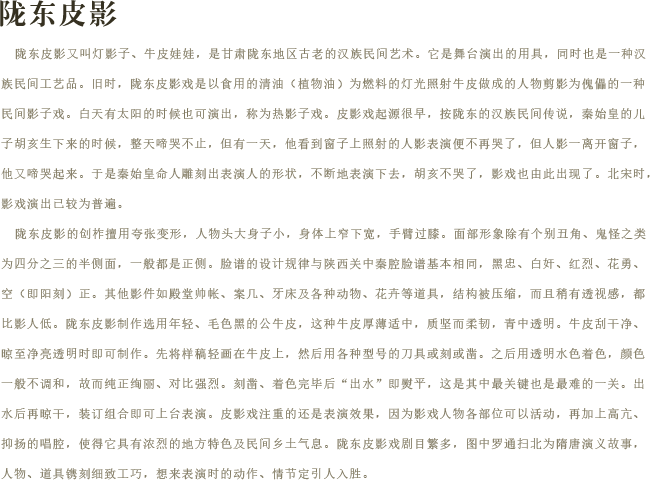 陇东皮影
陇东皮影又叫灯影子、牛皮娃娃，是甘肃陇东地区古老的汉族民间艺术。它是舞台演出的用具，同时也是一种汉
族民间工艺品。旧时，陇东皮影戏是以食用的清油（植物油）为燃料的灯光照射牛皮做成的人物剪影为傀儡的一种
民间影子戏。白天有太阳的时候也可演出，称为热影子戏。皮影戏起源很早，按陇东的汉族民间传说，秦始皇的儿
子胡亥生下来的时候，整天啼哭不止，但有一天，他看到窗子上照射的人影表演便不再哭了，但人影一离开窗子，
他又啼哭起来。于是秦始皇命人雕刻出表演人的形状，不断地表演下去，胡亥不哭了，影戏也由此出现了。北宋时，
影戏演出已较为普遍。
陇东皮影的创柞擅用夸张变形，人物头大身子小，身体上窄下宽，手臂过膝。面部形象除有个别丑角、鬼怪之类
为四分之三的半侧面，一般都是正侧。脸谱的设计规律与陕西关中秦腔脸谱基本相同，黑忠、白奸、红烈、花勇、
空（即阳刻）正。其他影件如殿堂帅帐、案几、牙床及各种动物、花卉等道具，结构被压缩，而且稍有透视感，都
比影人低。陇东皮影制作选用年轻、毛色黑的公牛皮，这种牛皮厚薄适中，质坚而柔韧，青中透明。牛皮刮干净、
晾至净亮透明时即可制作。先将样稿轻画在牛皮上，然后用各种型号的刀具或刻或凿。之后用透明水色着色，颜色
一般不调和，故而纯正绚丽、对比强烈。刻凿、着色完毕后“出水”即熨平，这是其中最关键也是最难的一关。出
水后再晾干，装订组合即可上台表演。皮影戏注重的还是表演效果，因为影戏人物各部位可以活动，再加上高亢、
抑扬的唱腔，使得它具有浓烈的地方特色及民间乡土气息。陇东皮影戏剧目繁多，图中罗通扫北为隋唐演义故事，
人物、道具镌刻细致工巧，想来表演时的动作、情节定引人入胜。